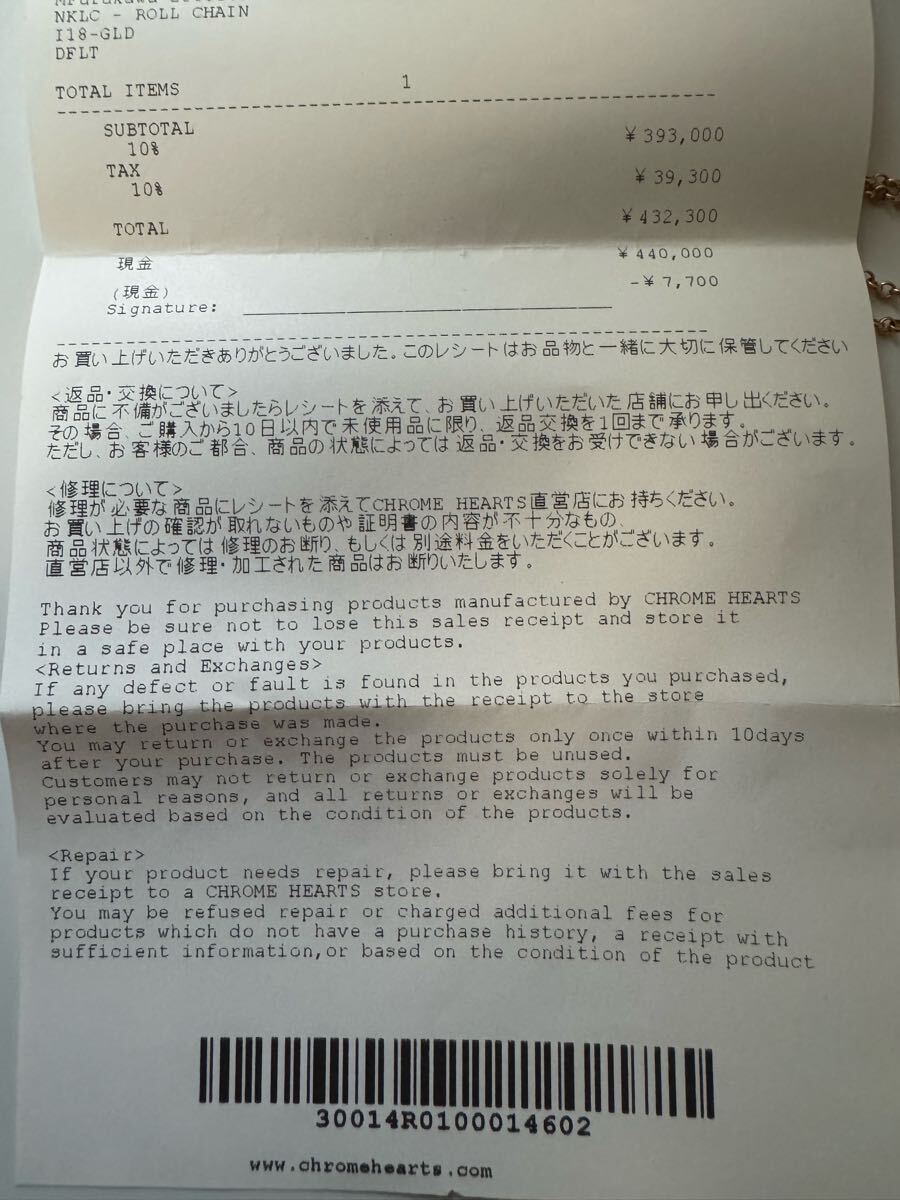 NKLC - ROLL CHAIN
I18-GLD
DFLT
TOTAL ITEMS 1
SUBTOTAL ¥393,000
10%
TAX ¥39,300
10%
TOTAL ¥432,300
現金 ¥440,000
(現金) -¥7,700
Signature:
お買い上げいただきありがとうございました。このレシートはお品物と一緒に大切に保管してください
<返品・交換について>
商品に不備がございましたらレシートを添えて、お買い上げいただいた店舗にお申し出ください。
その場合、ご購入から10日以内で未使用品に限り、返品交換を1回まで承ります。
ただし、お客様のご都合、商品の状態によっては返品・交換をお受けできない場合がございます。
<修理について>
修理が必要な商品にレシートを添えてCHROME HEARTS直営店にお持ちください。
お買い上げの確認が取れないものや証明書の内容が不十分なもの、
商品状態によっては修理のお断り、もしくは別途料金をいただくことがございます。
直営店以外で修理・加工された商品はお断りいたします。
Thank you for purchasing products manufactured by CHROME HEARTS
Please be sure not to lose this sales receipt and store it
in a safe place with your products.
<Returns and Exchanges>
If any defect or fault is found in the products you purchased,
please bring the products with the receipt to the store
where the purchase was made.
You may return or exchange the products only once within 10days
after your purchase. The products must be unused.
Customers may not return or exchange products solely for
personal reasons, and all returns or exchanges will be
evaluated based on the condition of the products.
<Repair>
If your product needs repair, please bring it with the sales
receipt to a CHROME HEARTS store.
You may be refused repair or charged additional fees for
products which do not have a purchase history, a receipt with
sufficient information,or based on the condition of the product
30014R0100014602
www.chromehearts.com